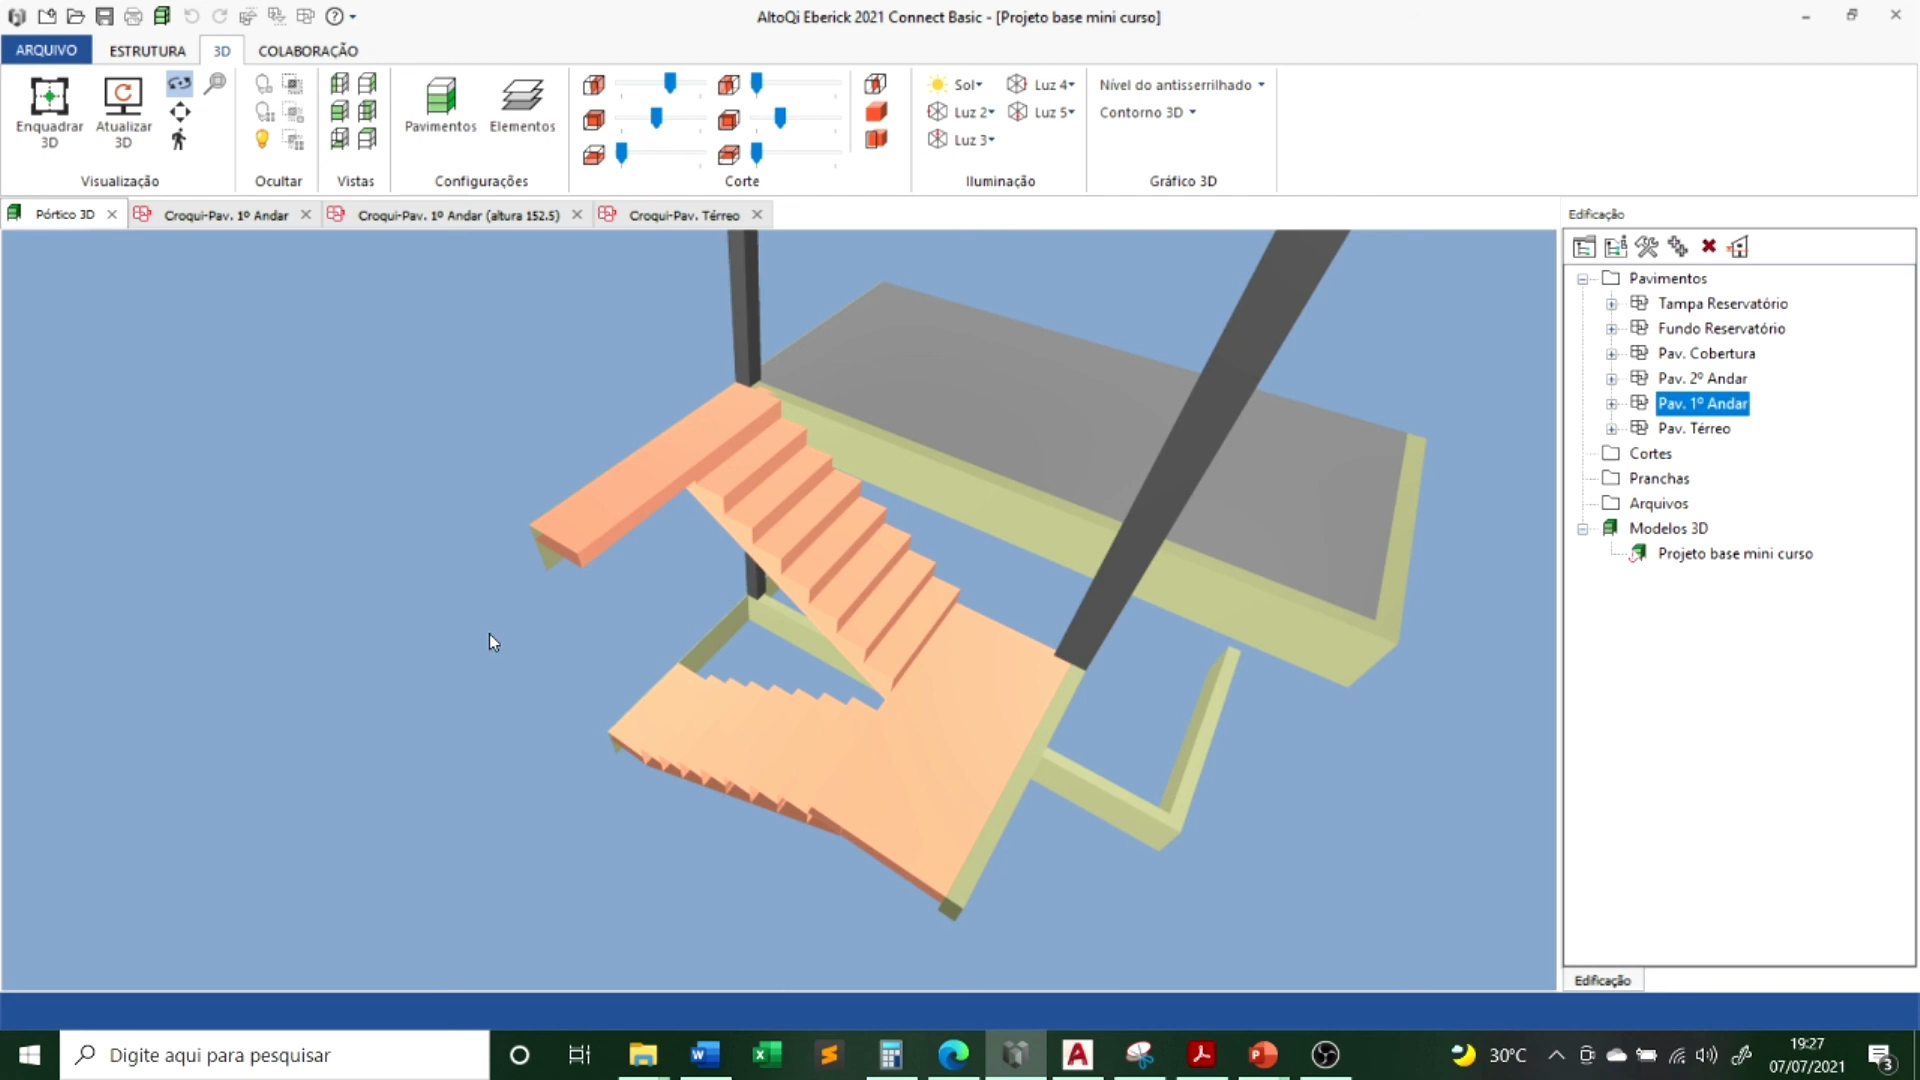 AltoQi Eberick 2021 Connect Basic - [Projeto base mini curso]
ARQUIVO
ESTRUTURA
3D
COLABORAÇÃO
Enquadrar
3D
Atualizar
3D
Visualização
Ocultar
Vistas
Pavimentos
Elementos
Configurações
Corte
Sol
Luz 2
Luz 3
Luz 4
Luz 5
Iluminação
Nível do antisserrilhado
Contorno 3D
Gráfico 3D
Pórtico 3D
Croqui-Pav. 1º Andar
Croqui-Pav. 1º Andar (altura 152.5)
Croqui-Pav. Térreo
Edificação
Pavimentos
Tampa Reservatório
Fundo Reservatório
Pav. Cobertura
Pav. 2º Andar
Pav. 1º Andar
Pav. Térreo
Cortes
Pranchas
Arquivos
Modelos 3D
Projeto base mini curso
Edificação
Digite aqui para pesquisar
30°C
19:27
07/07/2021
3